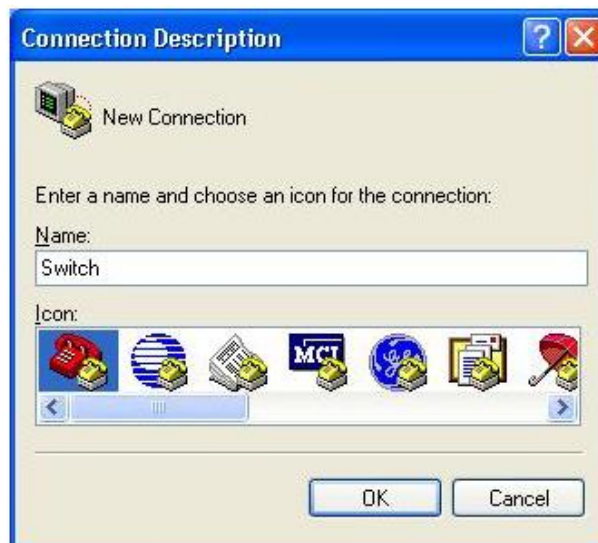 Connection Description
New Connection
Enter a name and choose an icon for the connection:
Name:
Switch
Icon:
MCI
OK
Cancel